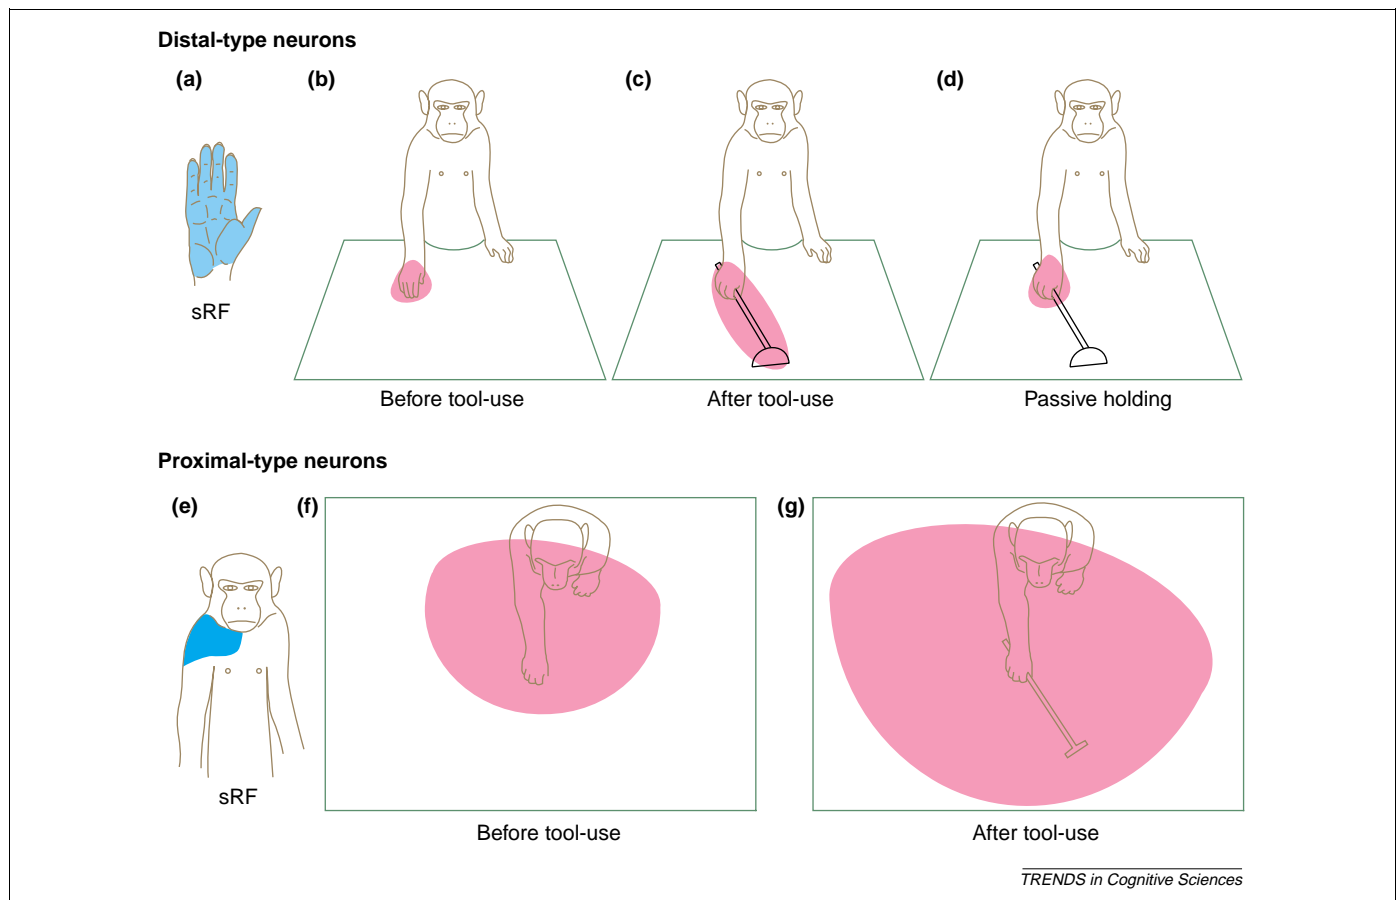 Distal-type neurons
(a)
(b)
(c)
(d)
sRF
Before tool-use
After tool-use
Passive holding
Proximal-type neurons
(e)
(f)
(g)
sRF
Before tool-use
After tool-use
TRENDS in Cognitive Sciences